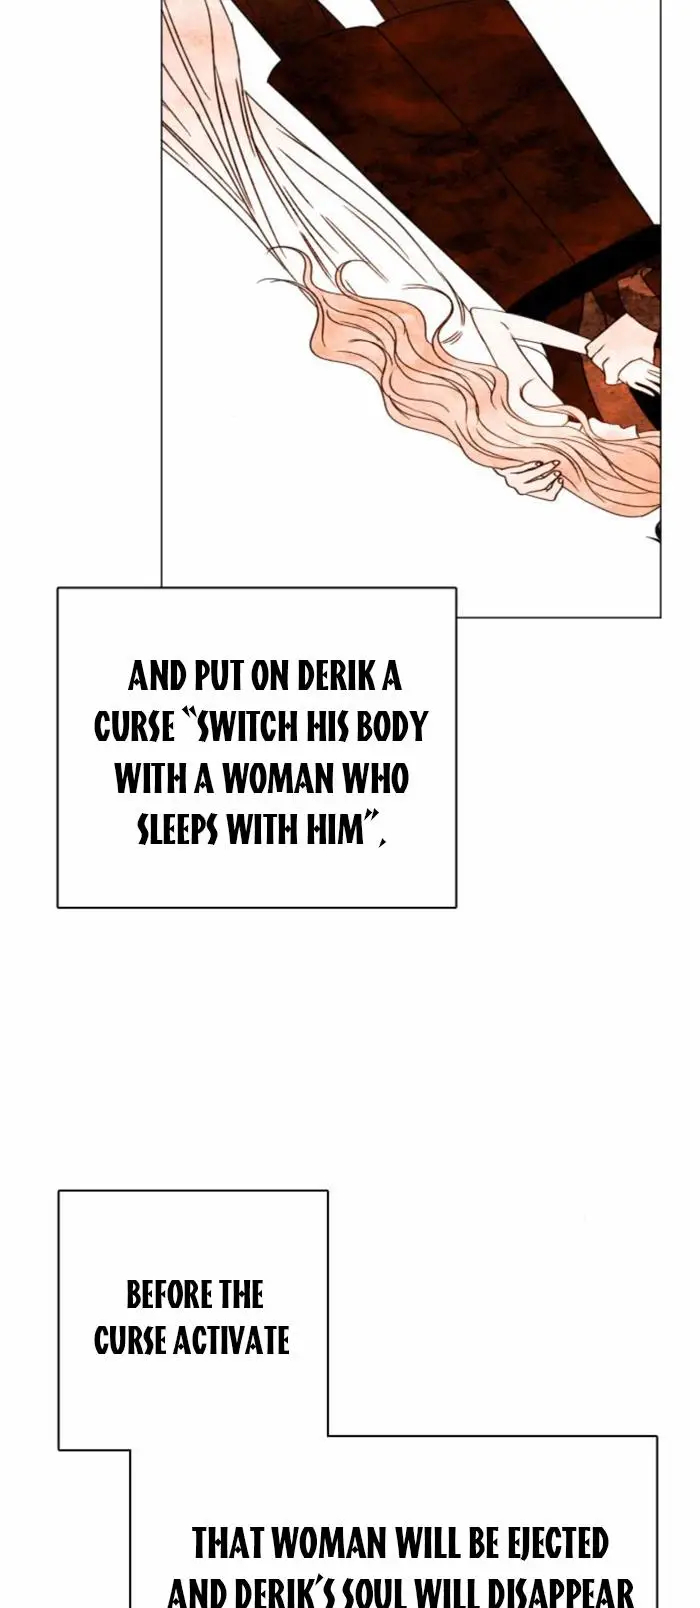 AND PUT ON DERIK A
CURSE “SWITCH HIS BODY
WITH A WOMAN WHO
SLEEPS WITH HIM”,
BEFORE THE
CURSE ACTIVATE
THAT WOMAN WILL BE EJECTED
AND DERIK'S SOUL WILL DISAPPEAR